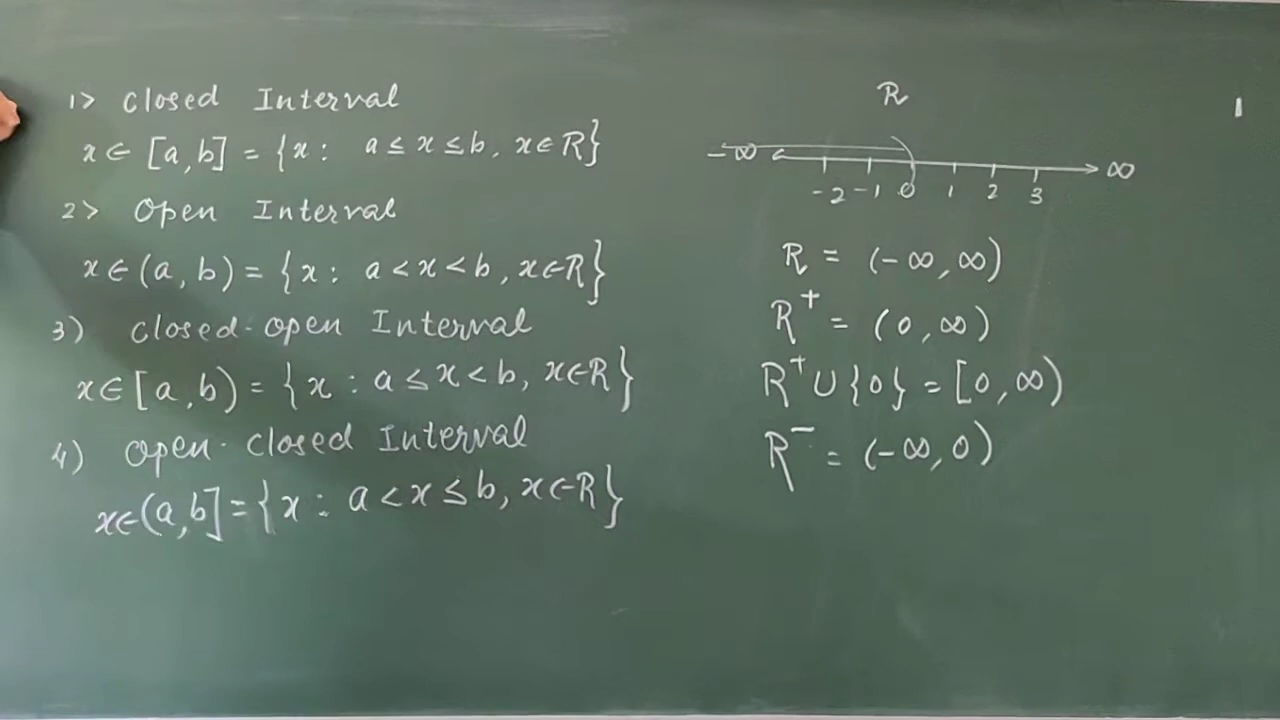 1> Closed Interval
x ∈ [a, b] = {x : a ≤ x ≤ b, x ∈ R}
2> Open Interval
x ∈ (a, b) = {x : a < x < b, x ∈ R}
3) Closed-open Interval
x ∈ [a, b) = {x : a ≤ x < b, x ∈ R}
4) Open-closed Interval
x ∈ (a, b] = {x : a < x ≤ b, x ∈ R}
R
-∞ ∞
-2 -1 0 1 2 3
R = (-∞, ∞)
R⁺ = (0, ∞)
R⁺ ∪ {0} = [0, ∞)
R⁻ = (-∞, 0)